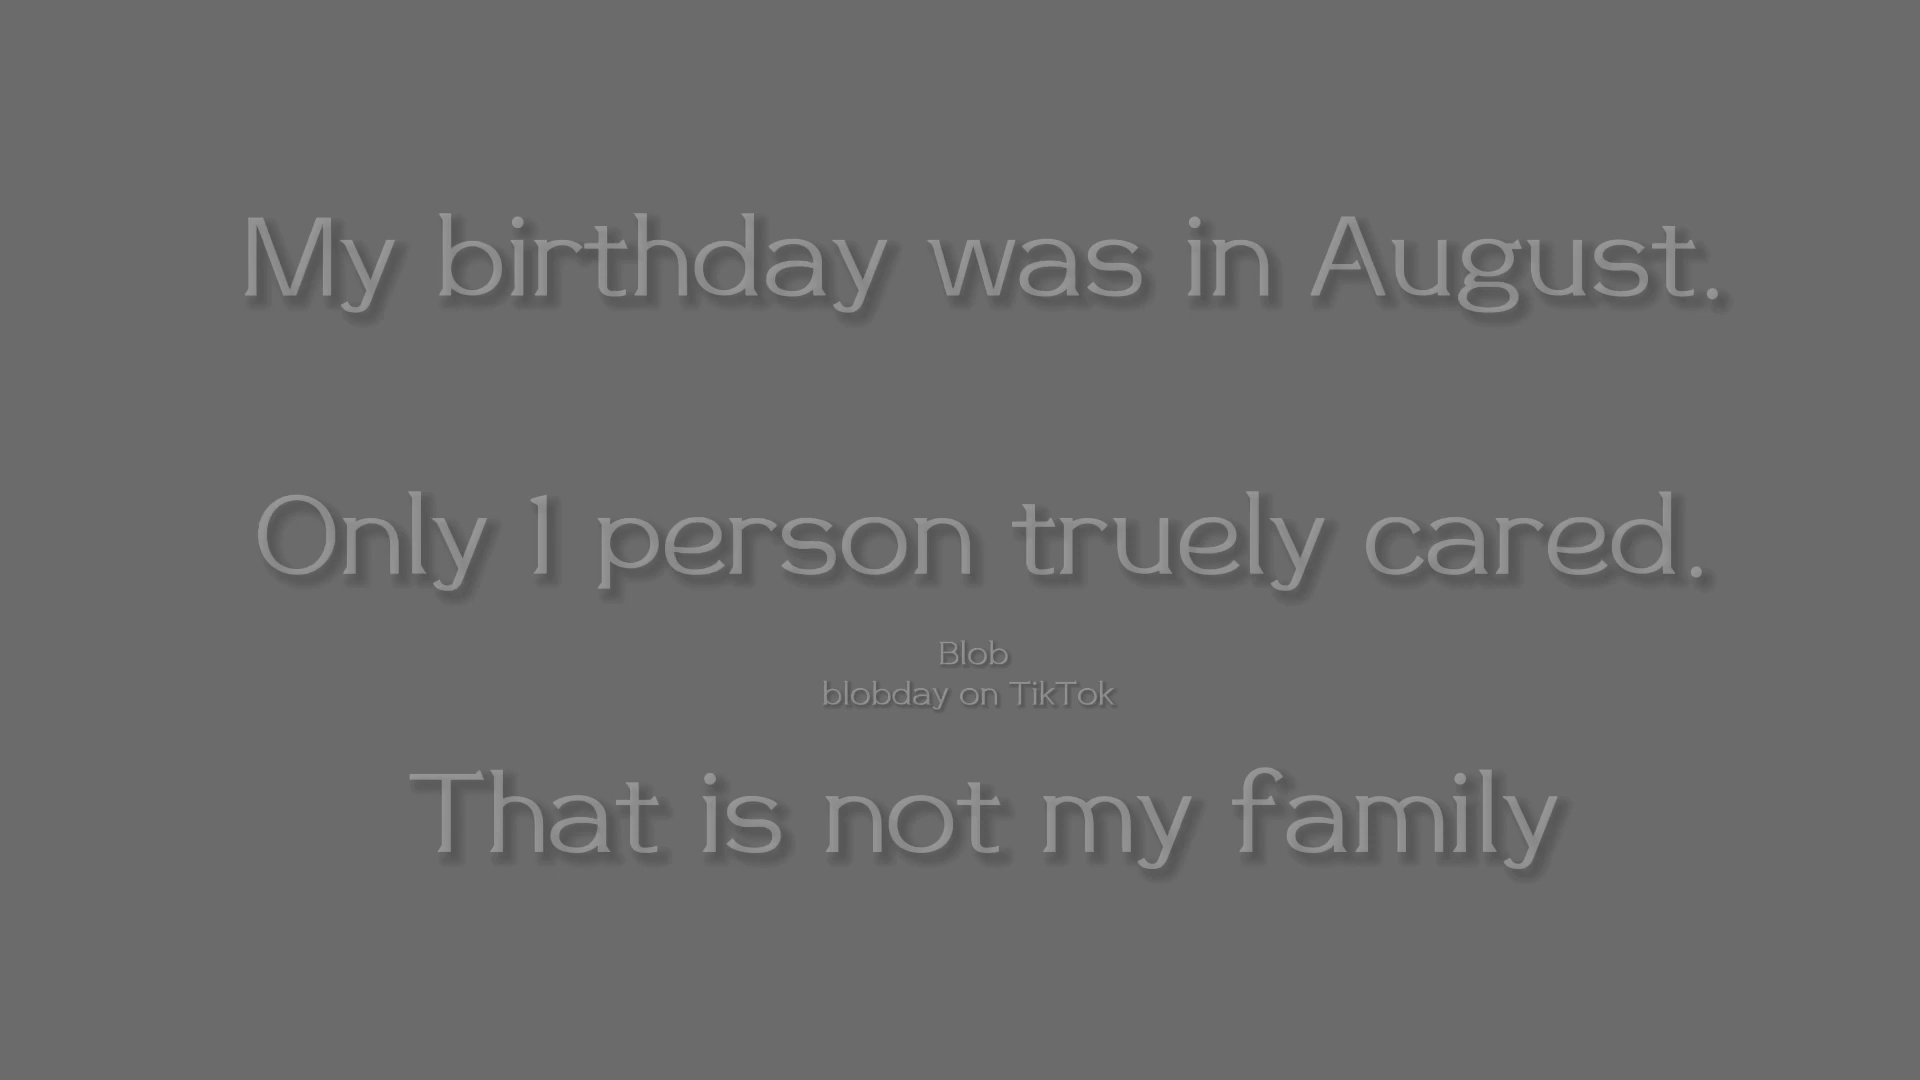 My birthday was in August.
Only 1 person truely cared.
Blob
blobday on TikTok
That is not my family